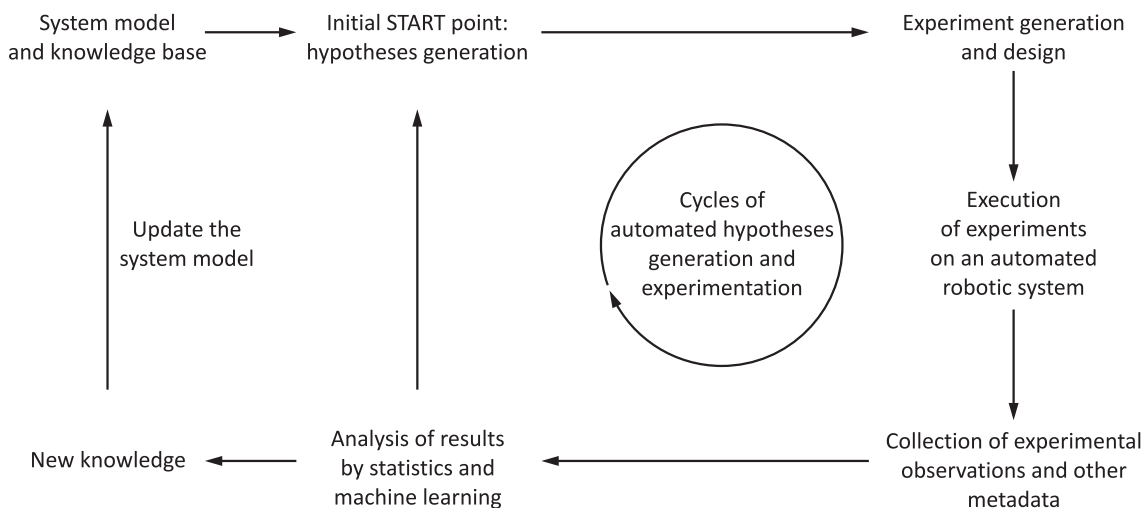 System model
and knowledge base
Initial START point:
hypotheses generation
Experiment generation
and design
Update the
system model
Cycles of
automated hypotheses
generation and
experimentation
Execution
of experiments
on an automated
robotic system
New knowledge
Analysis of results
by statistics and
machine learning
Collection of experimental
observations and other
metadata